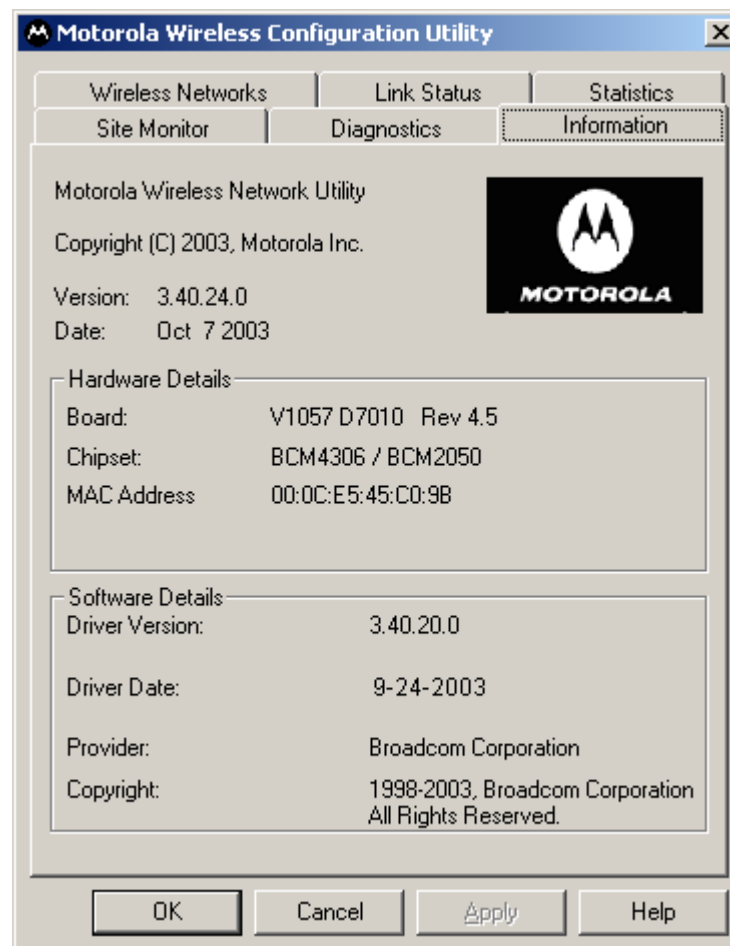 Motorola Wireless Configuration Utility
Wireless Networks Link Status Statistics
Site Monitor Diagnostics Information
Motorola Wireless Network Utility
Copyright (C) 2003, Motorola Inc.
MOTOROLA
Version: 3.40.24.0
Date: Oct 7 2003
Hardware Details
Board: V1057 D7010 Rev 4.5
Chipset: BCM4306 / BCM2050
MAC Address 00:0C:E5:45:C0:9B
Software Details
Driver Version: 3.40.20.0
Driver Date: 9-24-2003
Provider: Broadcom Corporation
Copyright: 1998-2003, Broadcom Corporation
All Rights Reserved.
OK Cancel Apply Help